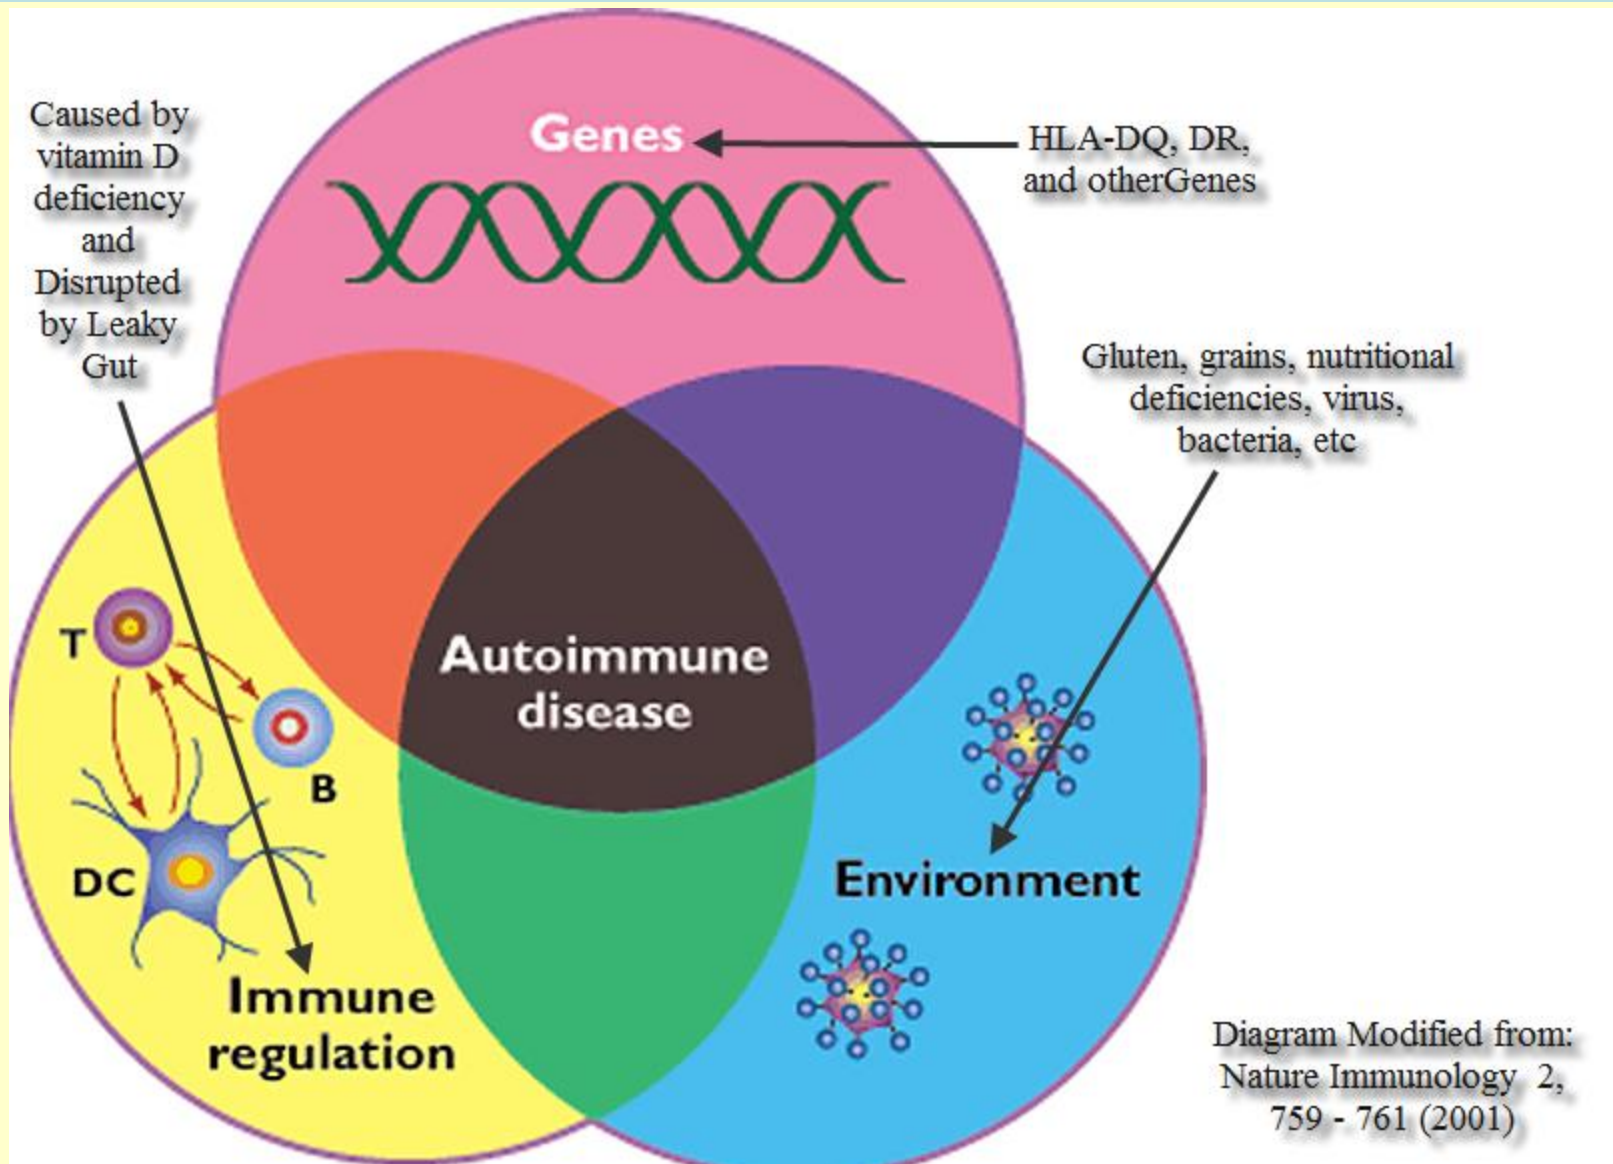 Caused by
vitamin D
deficiency
and
Disrupted
by Leaky
Gut
Genes
HLA-DQ, DR,
and otherGenes
Gluten, grains, nutritional
deficiencies, virus,
bacteria, etc
T
B
DC
Autoimmune
disease
Environment
Immune
regulation
Diagram Modified from:
Nature Immunology 2,
759 - 761 (2001)